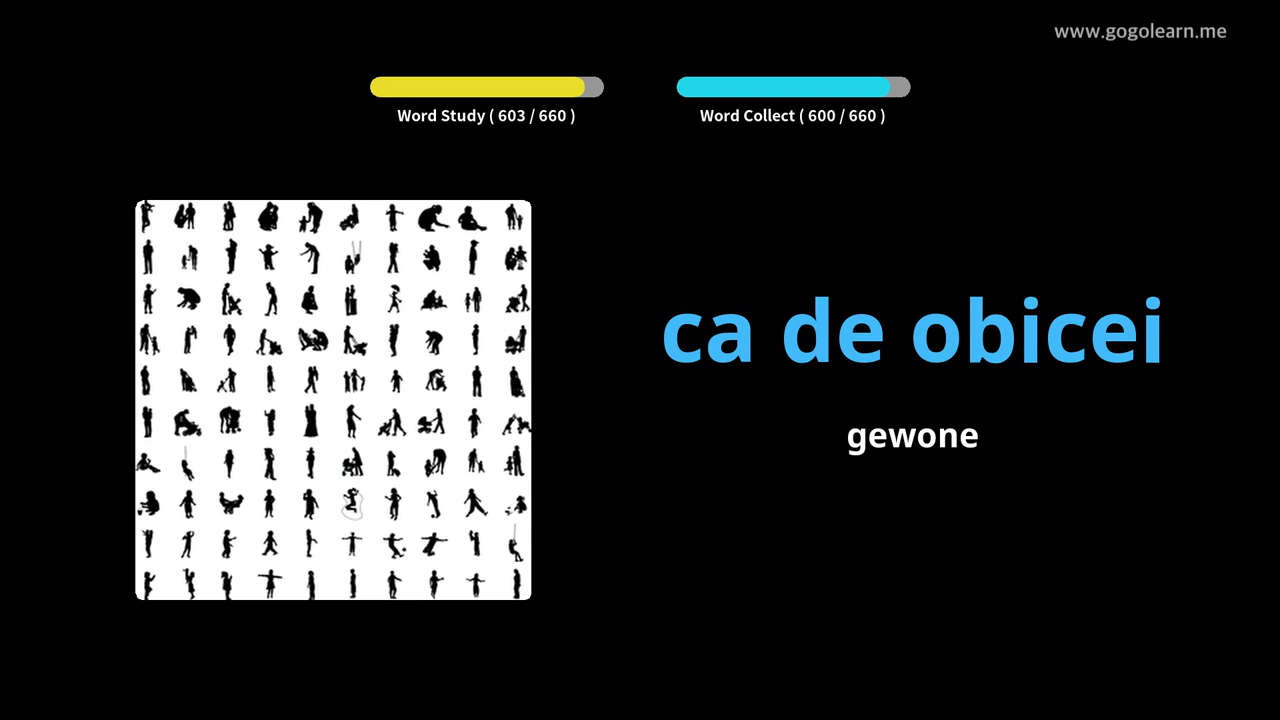 www.gogolearn.me
Word Study ( 603 / 660 )
Word Collect ( 600 / 660 )
ca de obicei
gewone